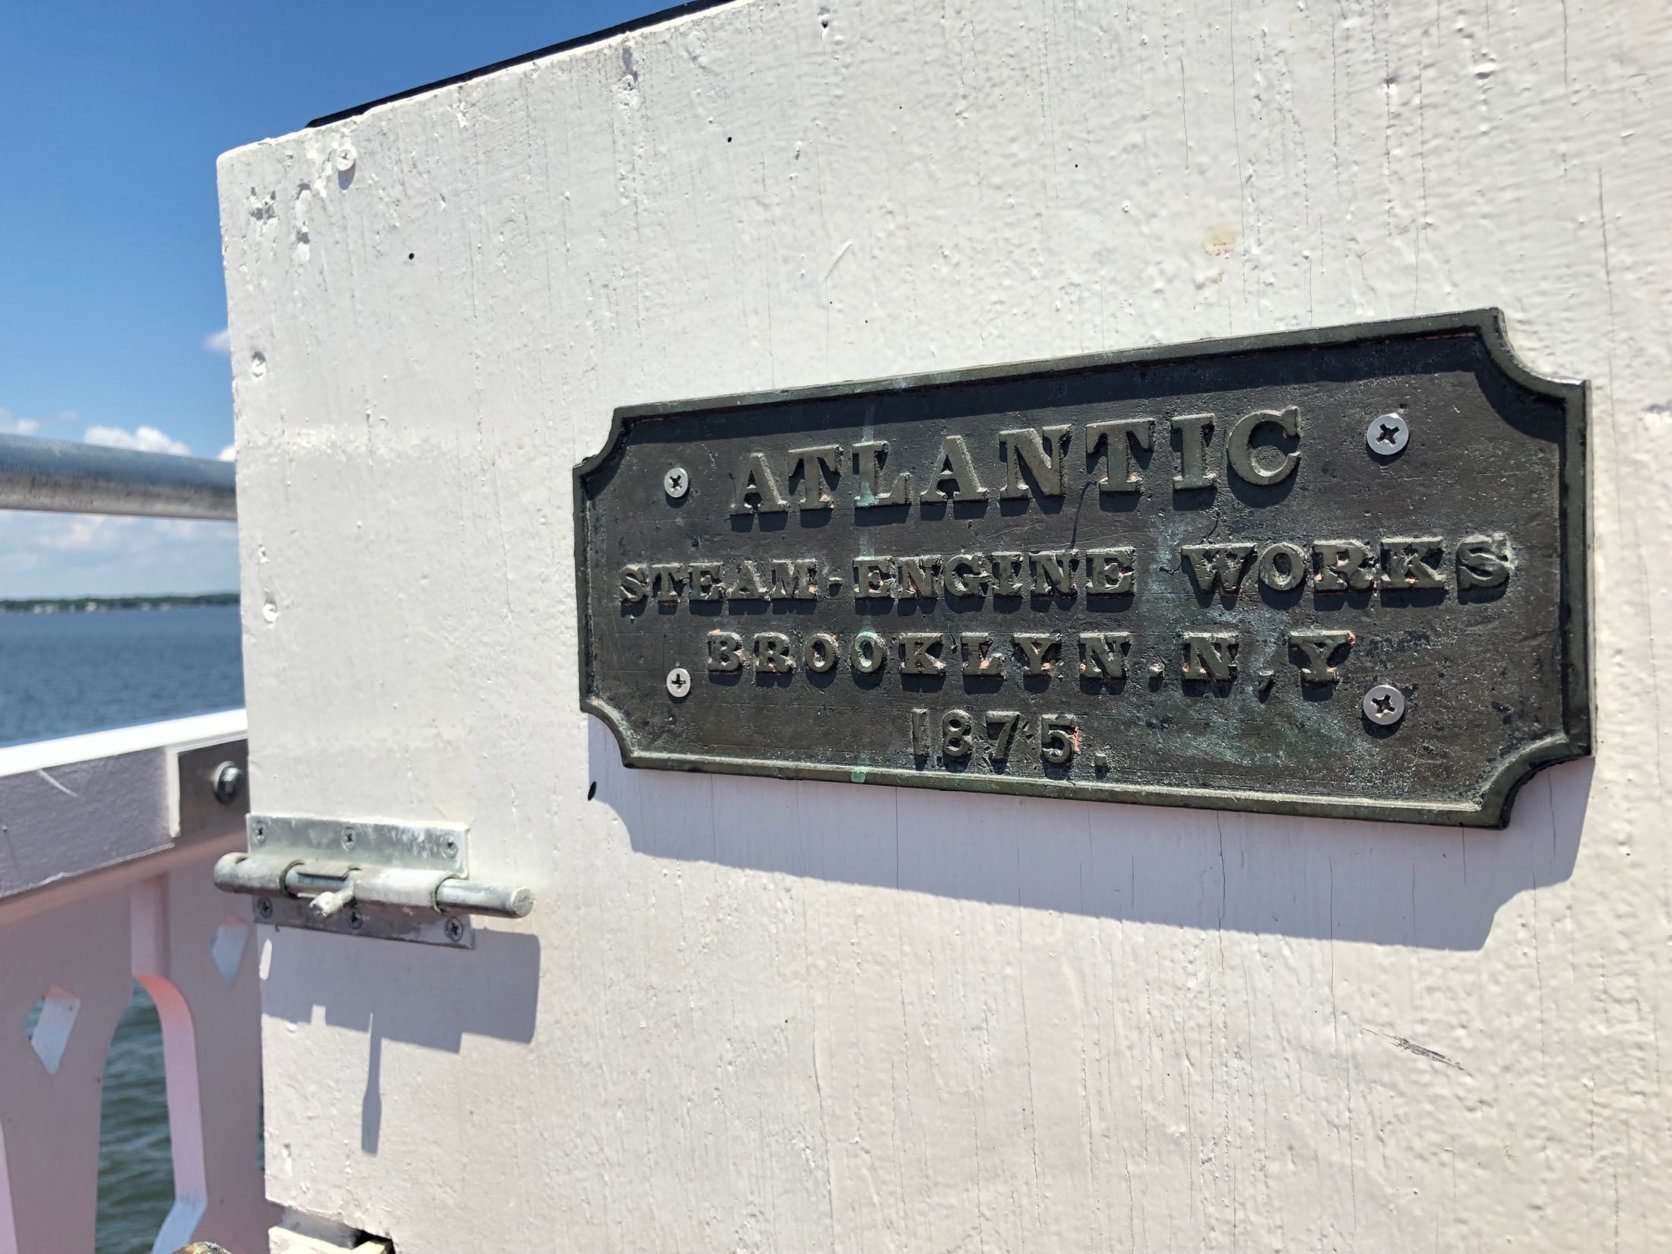 ATLANTIC
STEAM-ENGINE WORKS
BROOKLYN.N,Y
1875.